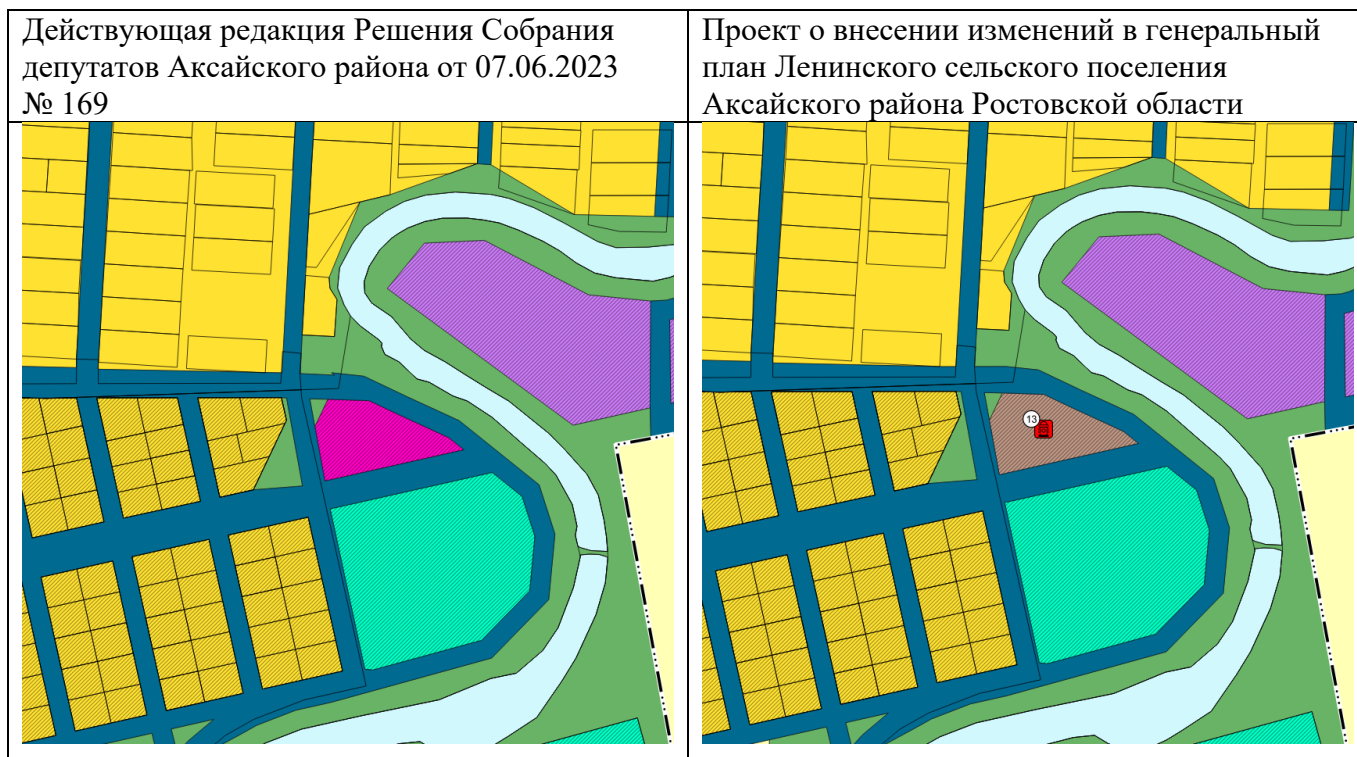 Действующая редакция Решения Собрания
депутатов Аксайского района от 07.06.2023
№ 169
Проект о внесении изменений в генеральный
план Ленинского сельского поселения
Аксайского района Ростовской области
13